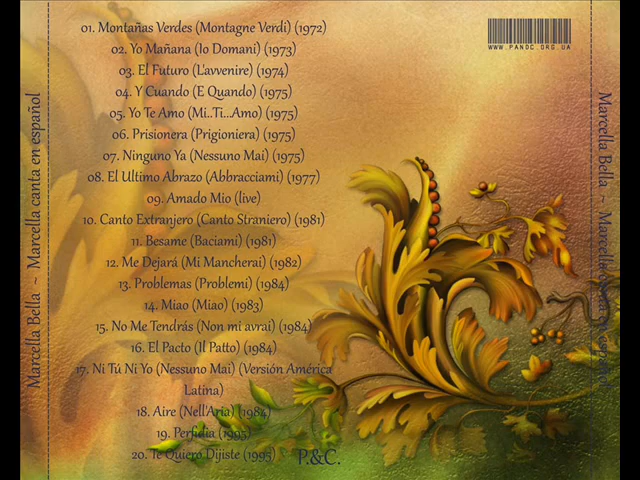 01. Montañas Verdes (Montagne Verdi) (1972)
02. Yo Mañana (Io Domani) (1973)
03. El Futuro (L'avvenire) (1974)
04. Y Cuando (E Quando) (1975)
05. Yo Te Amo (Mi..Ti...Amo) (1975)
06. Prisionera (Prigioniera) (1975)
07. Ninguno Ya (Nessuno Mai) (1975)
08. El Ultimo Abrazo (Abbracciami) (1977)
09. Amado Mio (live)
10. Canto Extranjero (Canto Straniero) (1981)
11. Besame (Baciami) (1981)
12. Me Dejará (Mi Mancherai) (1982)
13. Problemas (Problemi) (1984)
14. Miao (Miao) (1983)
15. No Me Tendrás (Non mi avrai) (1984)
16. El Pacto (Il Patto) (1984)
17. Ni Tú Ni Yo (Nessuno Mai) (Versión América
Latina)
18. Aire (Nell'Aria) (1984)
19. Perfidia (1995)
20. Te Quiero Dijiste (1995)
P.&C.
WWW.PANDC.ORG.UA
Marcella Bella ~ Marcella canta en español
Marcella Bella ~ Marcella canta en español